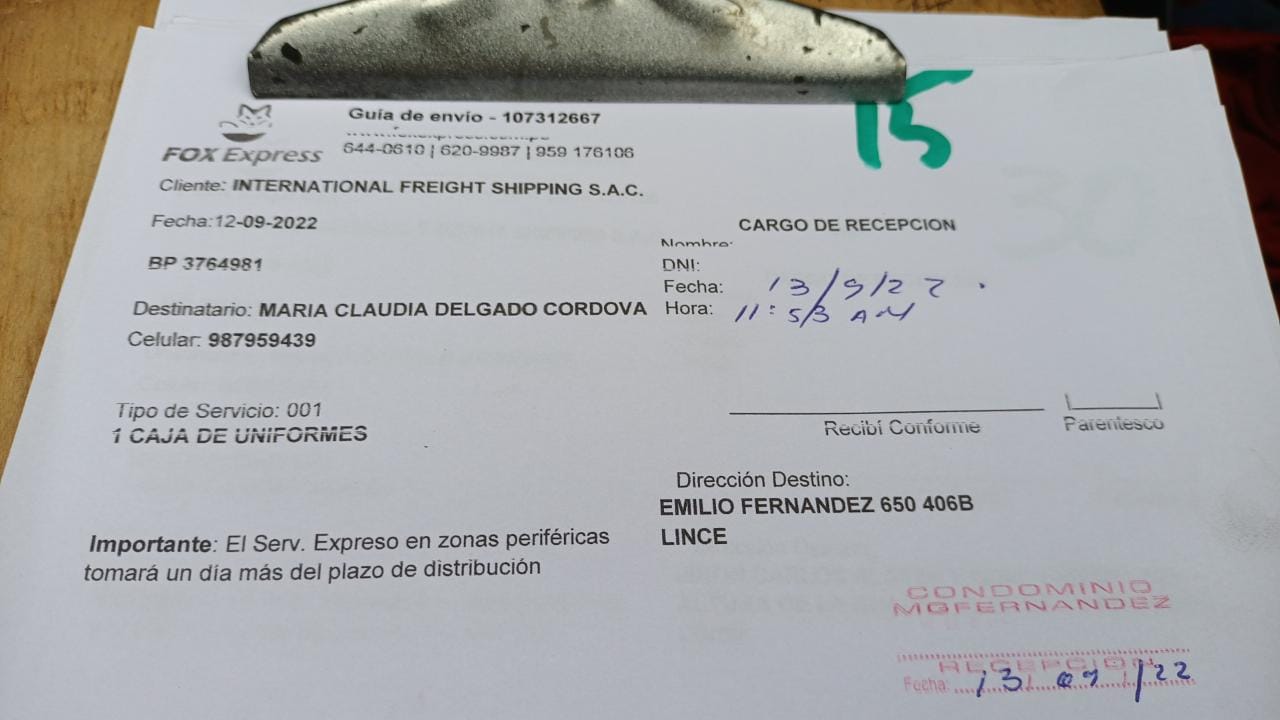 15
Guía de envío - 107312667
FOX Express
644-0610 | 620-9987 | 959 176106
Cliente: INTERNATIONAL FREIGHT SHIPPING S.A.C.
Fecha:12-09-2022
CARGO DE RECEPCION
Nombre:
BP 3764981
DNI:
Fecha: 13/9/22
Destinatario: MARIA CLAUDIA DELGADO CORDOVA
Hora: 11:53 AM
Celular: 987959439
Tipo de Servicio: 001
1 CAJA DE UNIFORMES
Recibí Conforme
Parentesco
Dirección Destino:
EMILIO FERNANDEZ 650 406B
LINCE
Importante: El Serv. Expreso en zonas periféricas
tomará un día más del plazo de distribución
CONDOMINIO
MGFERNANDEZ
RECEPCION
Fecha: 13/09/22